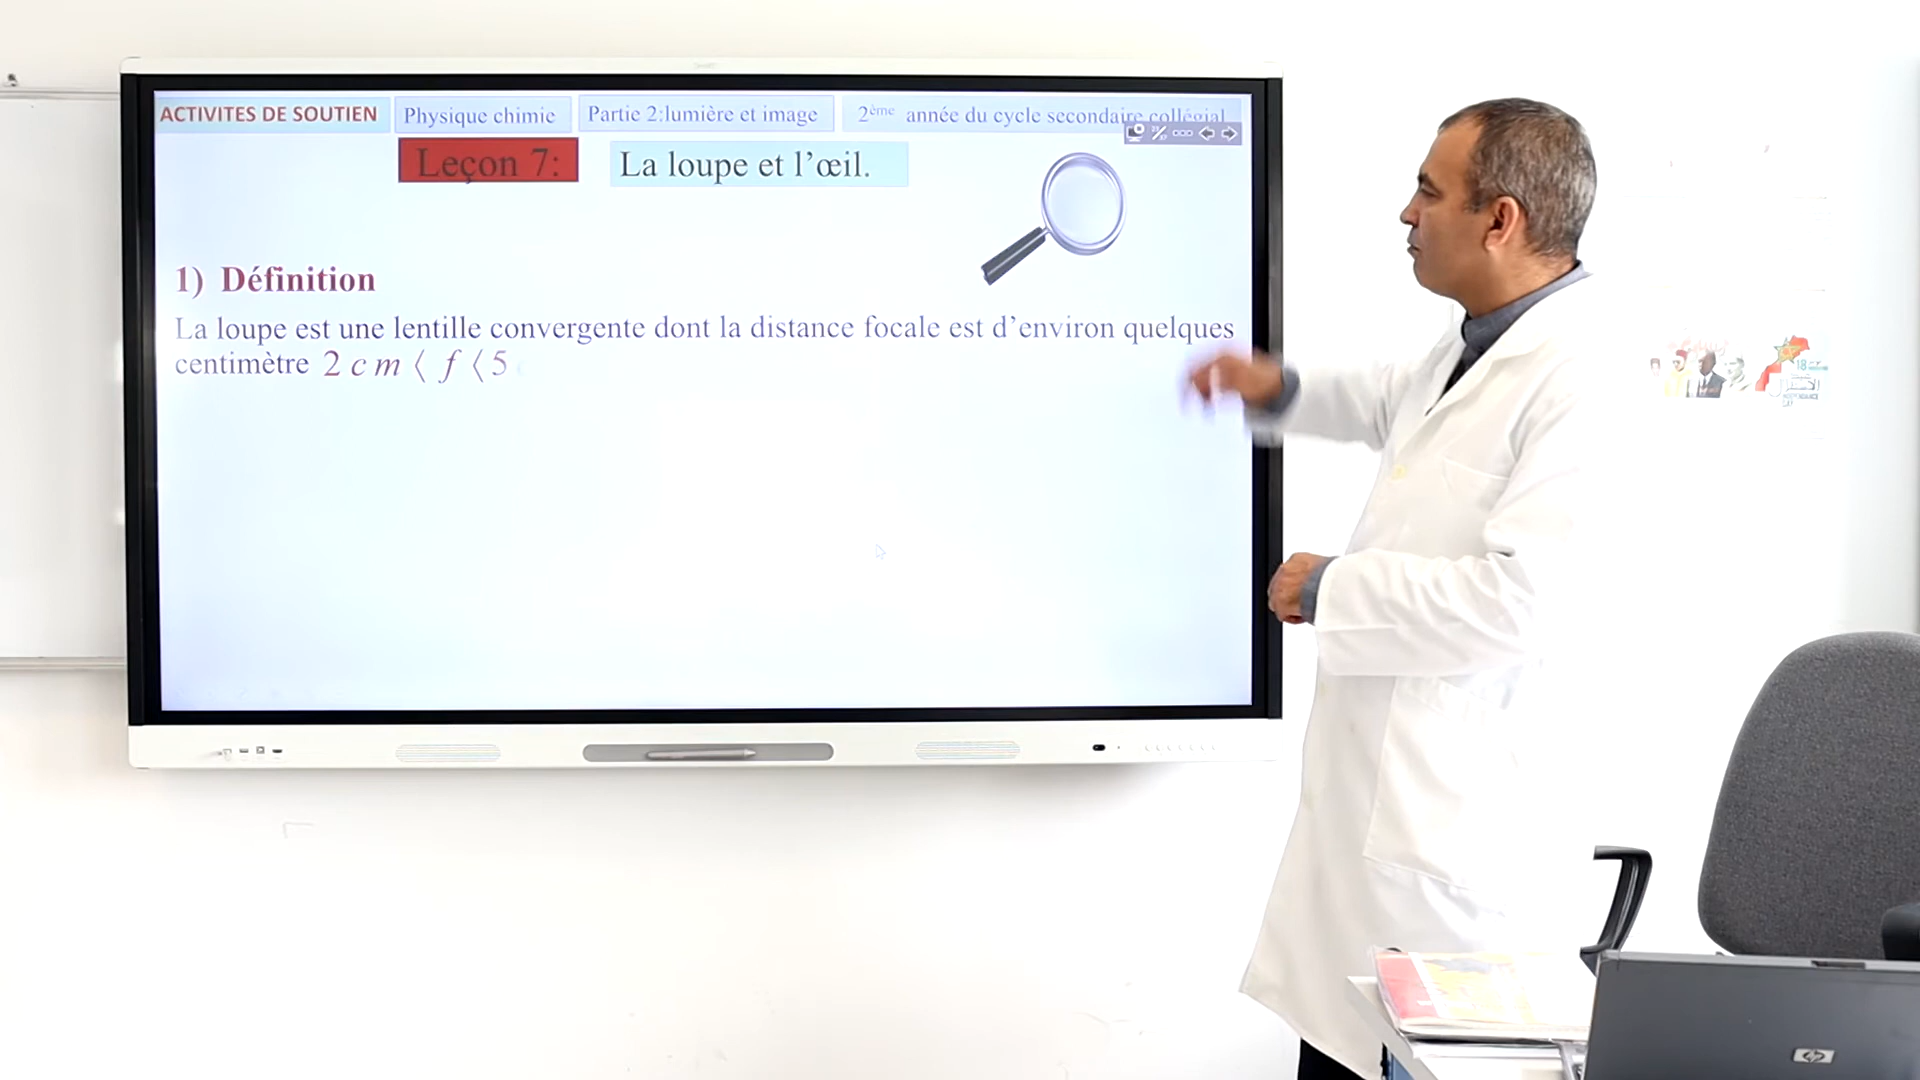 ACTIVITES DE SOUTIEN
Physique chimie
Partie 2:lumière et image
2ème année du cycle secondaire collégial
Leçon 7:
La loupe et l'œil.
1) Définition
La loupe est une lentille convergente dont la distance focale est d'environ quelques
centimètre 2 c m ⟨ f ⟨ 5
18
hp